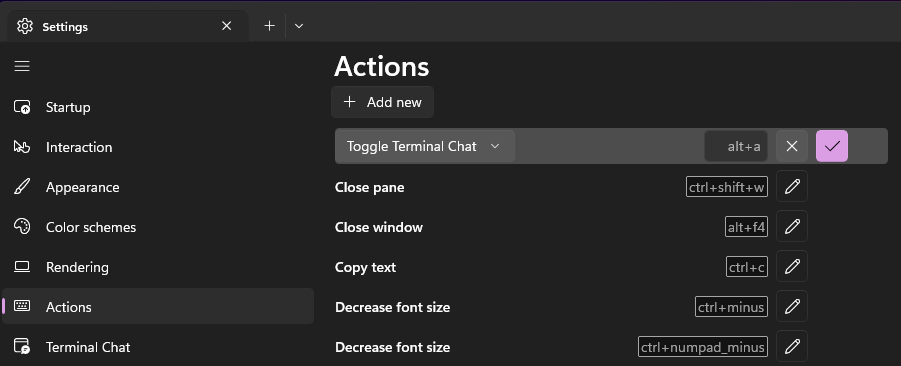 Settings
Actions
Add new
Startup
Interaction
Toggle Terminal Chat alt+a
Appearance
Close pane ctrl+shift+w
Color schemes
Close window alt+f4
Rendering
Copy text ctrl+c
Actions
Decrease font size ctrl+minus
Terminal Chat
Decrease font size ctrl+numpad_minus